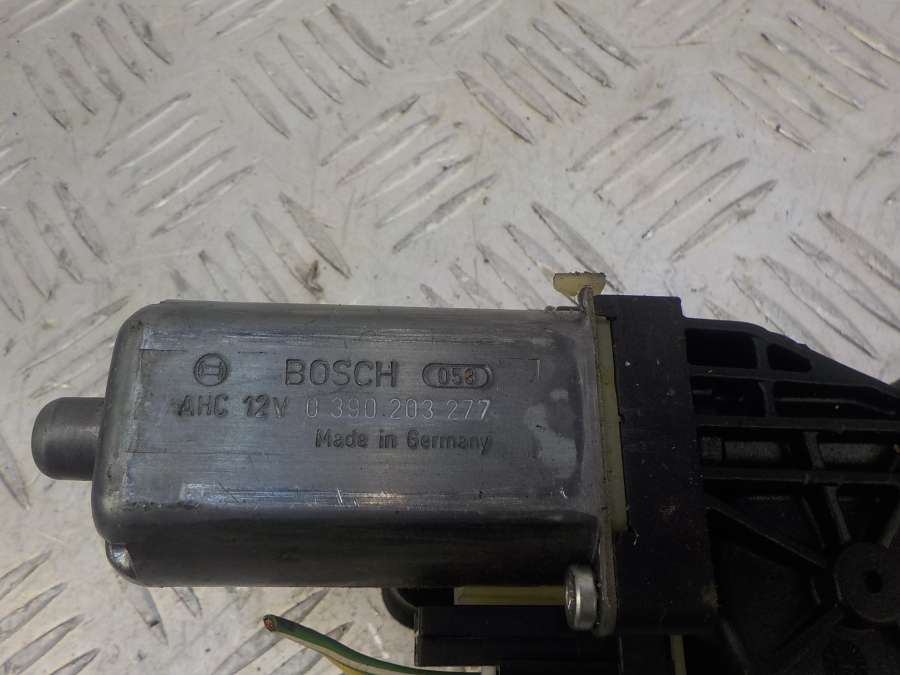 BOSCH 058
AHC 12V 0 390 203 277
Made in Germany